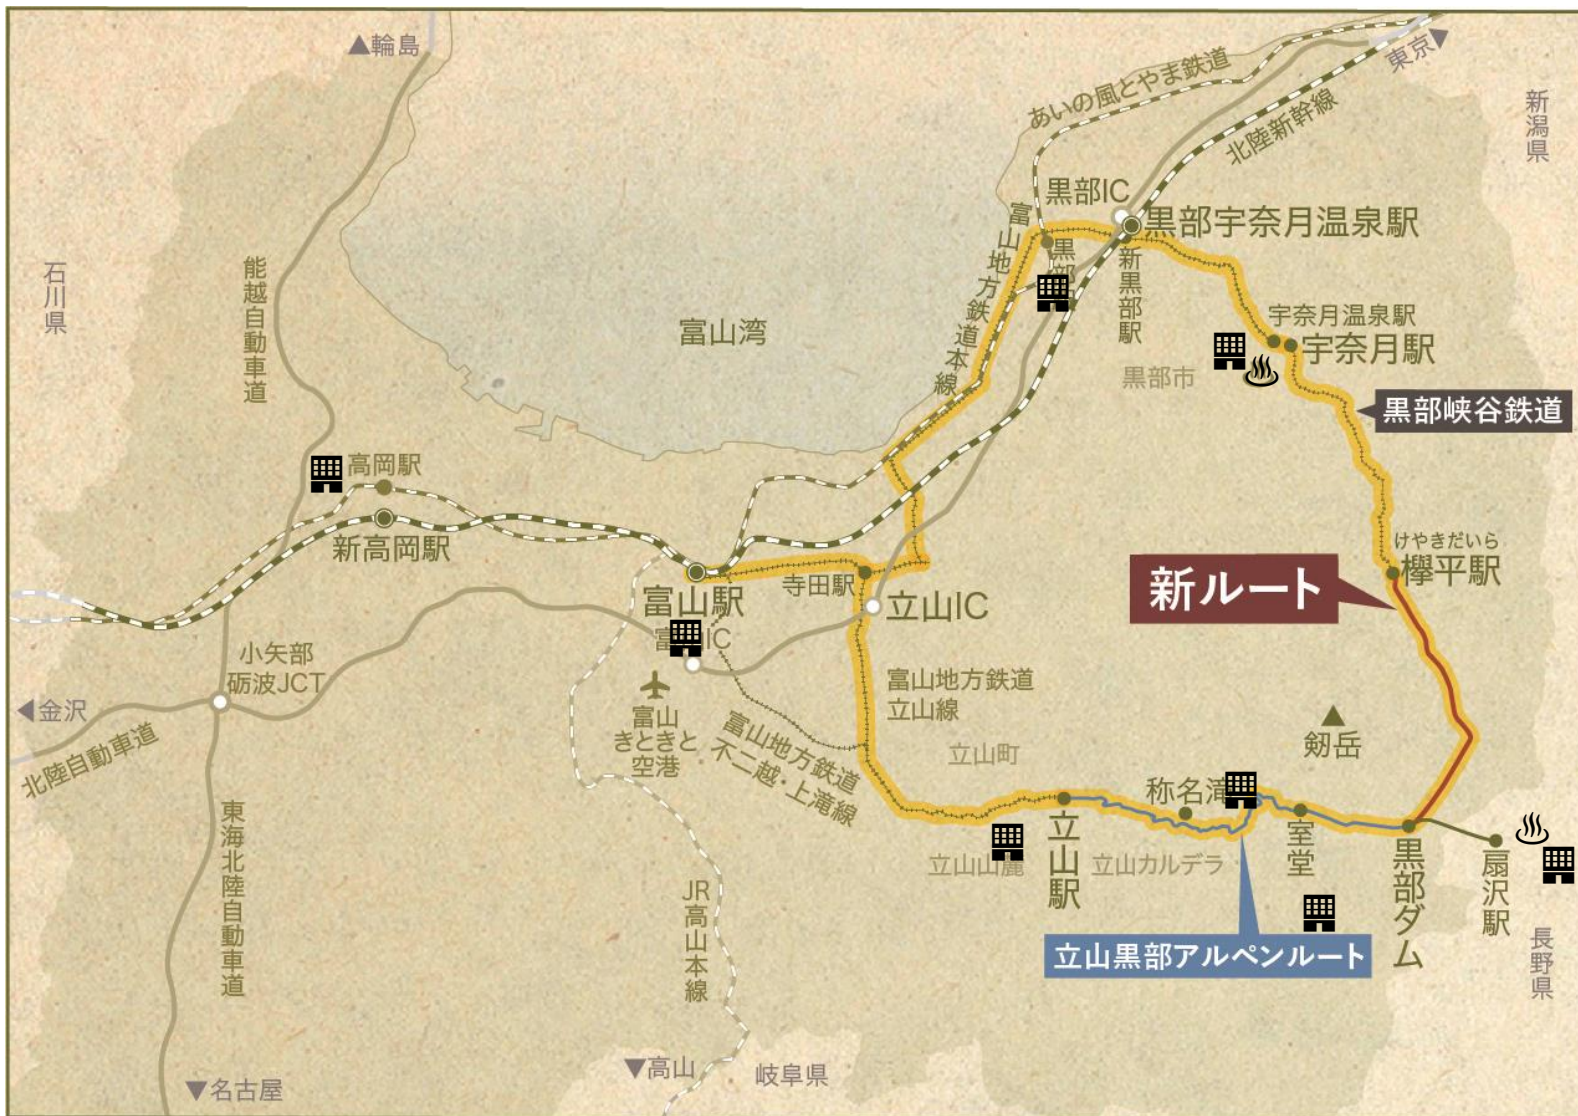 ▲輪島
東京▼
あいの風とやま鉄道
北陸新幹線
新潟県
黒部IC
黒部宇奈月温泉駅
富山地方鉄道本線
新黒部駅
石川県
能越自動車道
富山湾
宇奈月温泉駅
宇奈月駅
黒部市
黒部峡谷鉄道
高岡駅
新高岡駅
けやきだいら
欅平駅
新ルート
富山駅
寺田駅
立山IC
小矢部
砺波JCT
◀金沢
北陸自動車道
富山
きときと
空港
富山地方鉄道
不二越・上滝線
富山地方鉄道
立山線
立山町
剱岳
称名滝
立山駅
立山山麓
立山カルデラ
室堂
黒部ダム
扇沢駅
立山黒部アルペンルート
長野県
東海北陸自動車道
JR高山本線
▼名古屋
▼高山
岐阜県